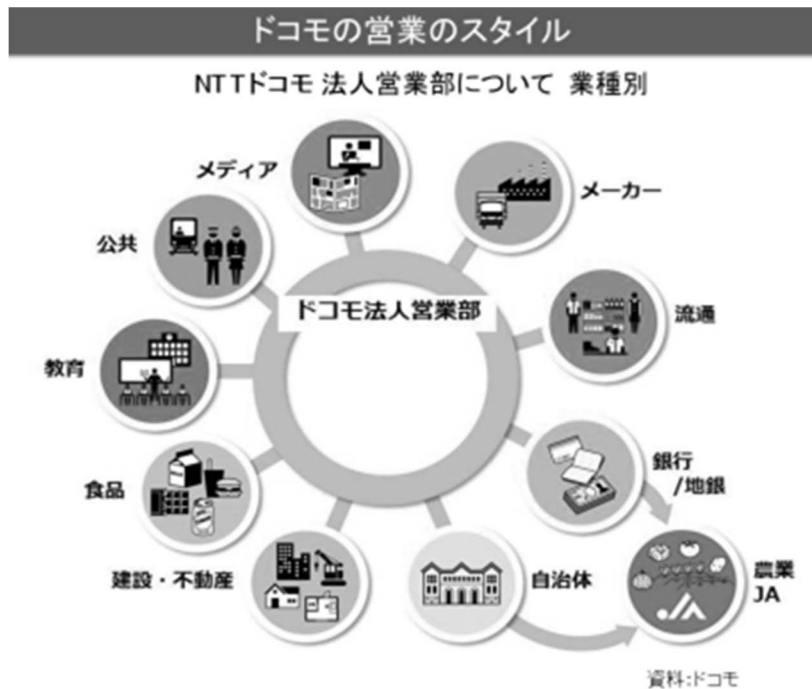 ドコモの営業のスタイル
NTTドコモ 法人営業部について 業種別
メディア
メーカー
公共
ドコモ法人営業部
流通
教育
銀行
/地銀
食品
建設・不動産
自治体
農業
JA
資料:ドコモ